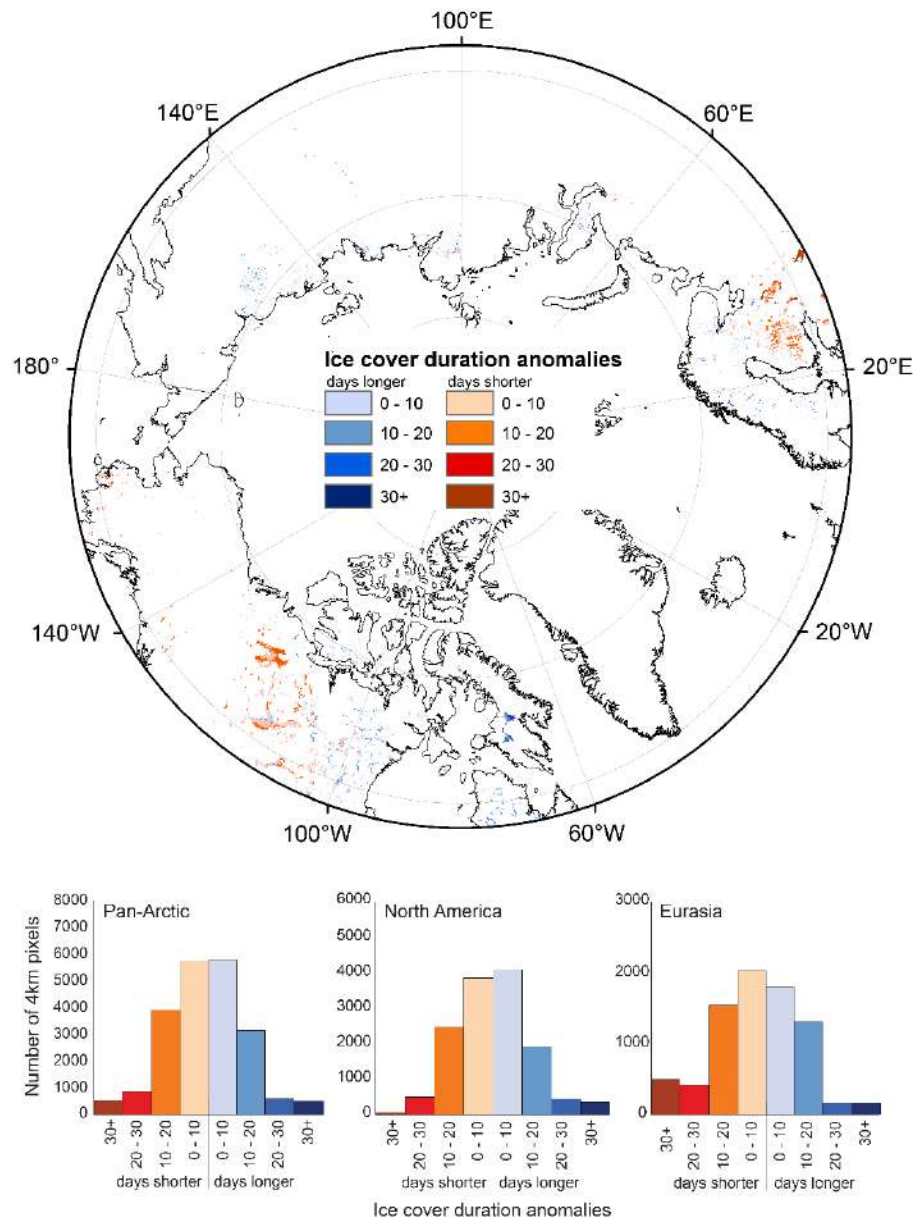 100°E
140°E
60°E
180°
20°E
Ice cover duration anomalies
days longer
days shorter
0 - 10
0 - 10
10 - 20
10 - 20
20 - 30
20 - 30
30+
30+
140°W
20°W
100°W
60°W
Pan-Arctic
North America
Eurasia
Number of 4km pixels
8000
7000
6000
5000
4000
3000
2000
1000
0
6000
5000
4000
3000
2000
1000
0
3000
2000
1000
0
30+
20 - 30
10 - 20
0 - 10
0 - 10
10 - 20
20 - 30
30+
30+
20 - 30
10 - 20
0 - 10
0 - 10
10 - 20
20 - 30
30+
30+
20 - 30
10 - 20
0 - 10
0 - 10
10 - 20
20 - 30
30+
days shorter
days longer
days shorter
days longer
days shorter
days longer
Ice cover duration anomalies